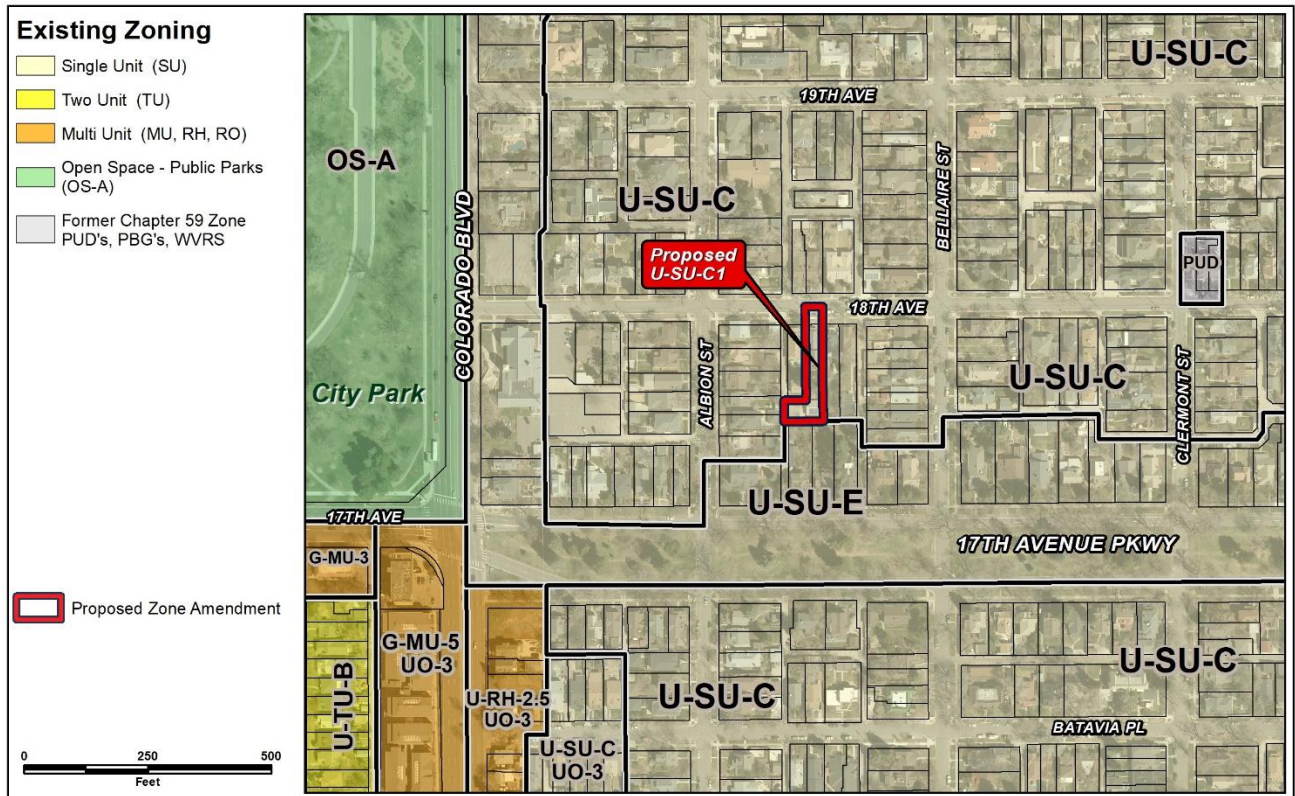 Existing Zoning
Single Unit (SU)
Two Unit (TU)
Multi Unit (MU, RH, RO)
Open Space - Public Parks
(OS-A)
Former Chapter 59 Zone
PUD's, PBG's, WVRS
Proposed Zone Amendment
0 250 500
Feet
U-SU-C
19TH AVE
OS-A
U-SU-C
BELLAIRE ST
COLORADO BLVD
Proposed
U-SU-C1
PUD
18TH AVE
City Park
ALBION ST
U-SU-C
CLERMONT ST
U-SU-E
17TH AVE
17TH AVENUE PKWY
G-MU-3
G-MU-5
UO-3
U-TU-B
U-RH-2.5
UO-3
U-SU-C
U-SU-C
BATAVIA PL
U-SU-C
UO-3